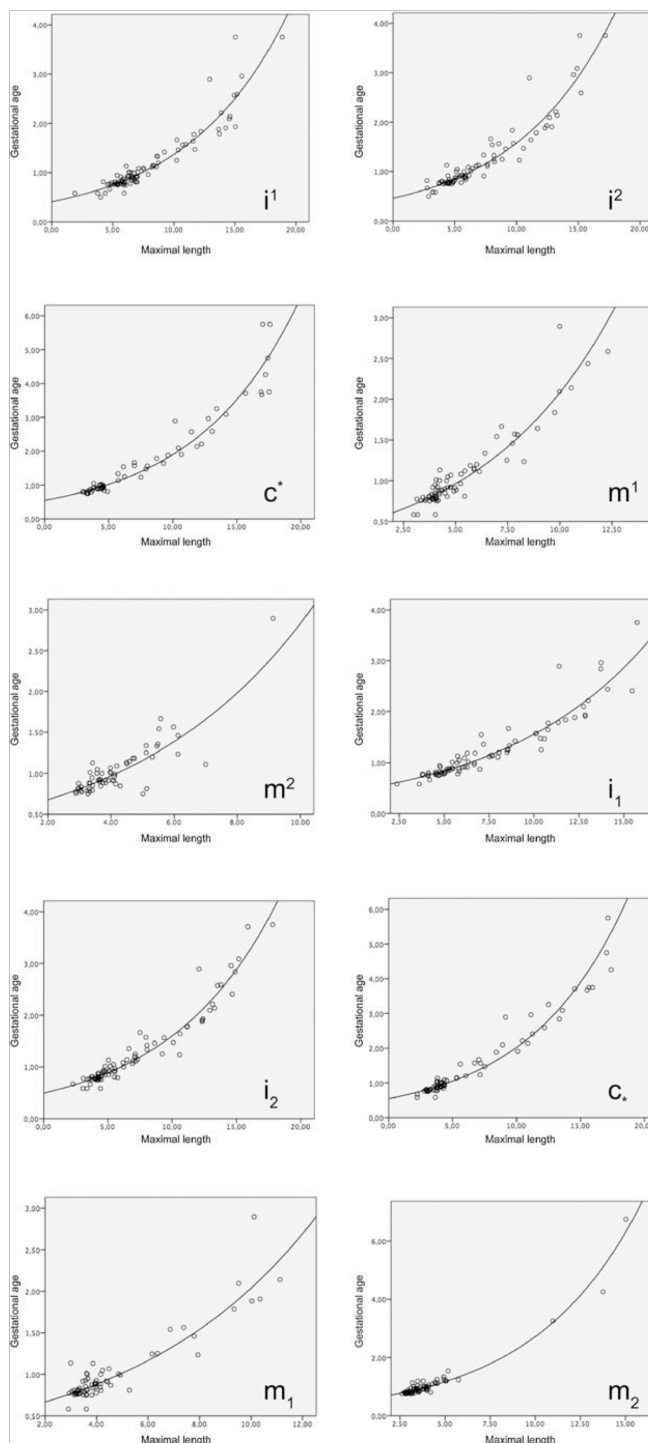 Gestational age
4,00
3,00
2,00
1,00
0,00
0,00 5,00 10,00 15,00 20,00
Maximal length
i¹
Gestational age
4,00
3,00
2,00
1,00
0,00
0,00 5,00 10,00 15,00 20,00
Maximal length
i²
Gestational age
6,00
5,00
4,00
3,00
2,00
1,00
0,00
0,00 5,00 10,00 15,00 20,00
Maximal length
c*
Gestational age
3,00
2,50
2,00
1,50
1,00
0,50
2,50 5,00 7,50 10,00 12,50
Maximal length
m¹
Gestational age
3,00
2,50
2,00
1,50
1,00
0,50
2,00 4,00 6,00 8,00 10,00
Maximal length
m²
Gestational age
4,00
3,00
2,00
1,00
0,00
2,50 5,00 7,50 10,00 12,50 15,00
Maximal length
i₁
Gestational age
4,00
3,00
2,00
1,00
0,00
0,00 5,00 10,00 15,00 20,00
Maximal length
i₂
Gestational age
6,00
5,00
4,00
3,00
2,00
1,00
0,00
0,00 5,00 10,00 15,00 20,00
Maximal length
c*
Gestational age
3,00
2,50
2,00
1,50
1,00
0,50
2,00 4,00 6,00 8,00 10,00 12,00
Maximal length
m₁
Gestational age
6,00
4,00
2,00
0,00
2,50 5,00 7,50 10,00 12,50 15,00
Maximal length
m₂